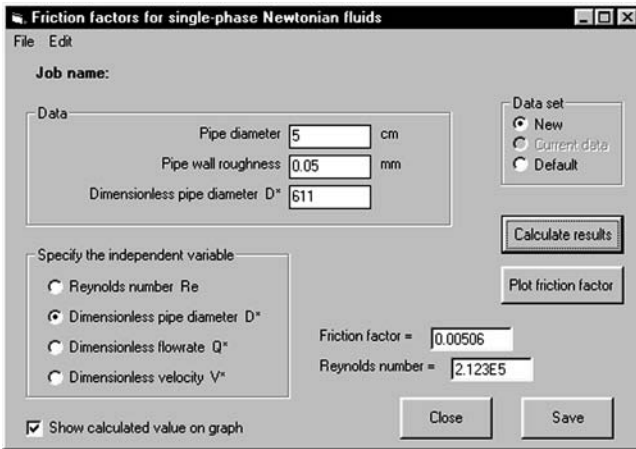 Friction factors for single-phase Newtonian fluids
File Edit
Job name:
Data
Pipe diameter 5 cm
Pipe wall roughness 0.05 mm
Dimensionless pipe diameter D* 611
Data set
New
Current data
Default
Calculate results
Plot friction factor
Specify the independent variable
Reynolds number Re
Dimensionless pipe diameter D*
Dimensionless flowrate Q*
Dimensionless velocity V*
Friction factor = 0.00506
Reynolds number = 2.123E5
Show calculated value on graph
Close
Save